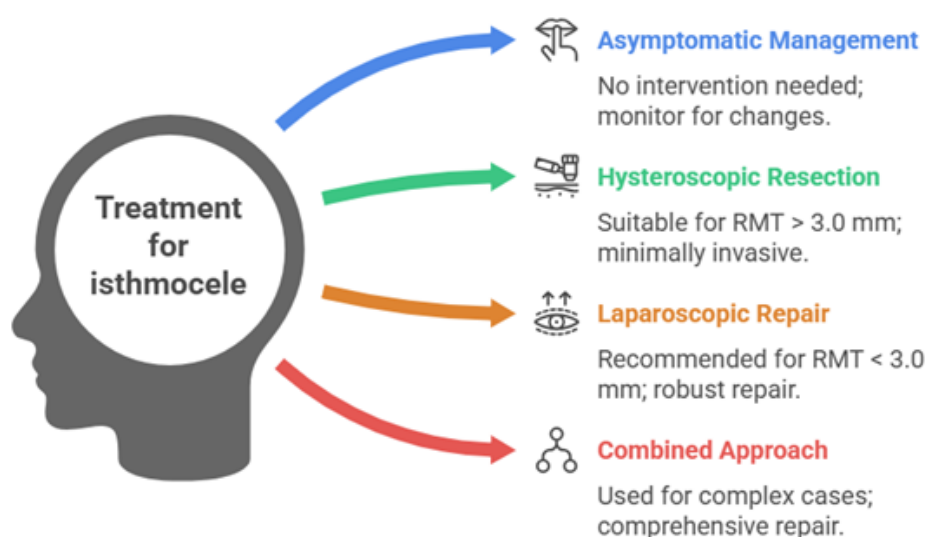 Treatment
for
isthmocele
Asymptomatic Management
No intervention needed;
monitor for changes.
Hysteroscopic Resection
Suitable for RMT > 3.0 mm;
minimally invasive.
Laparoscopic Repair
Recommended for RMT < 3.0
mm; robust repair.
Combined Approach
Used for complex cases;
comprehensive repair.